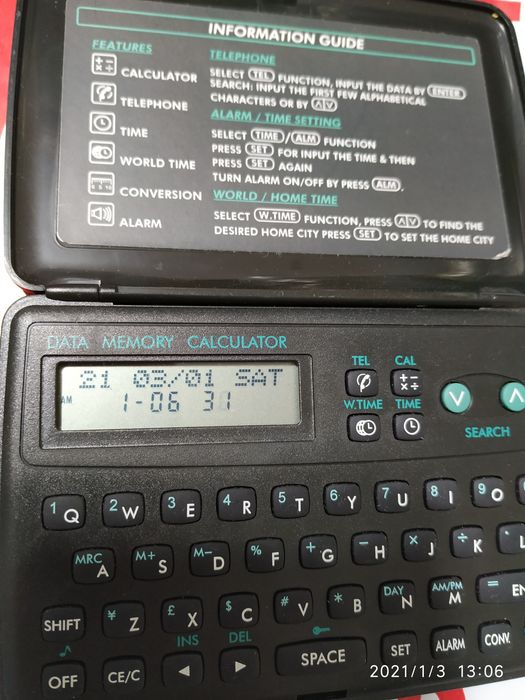 INFORMATION GUIDE
FEATURES
CALCULATOR
TELEPHONE
TIME
WORLD TIME
CONVERSION
ALARM
TELEPHONE
SELECT TEL FUNCTION, INPUT THE DATA BY ENTER
SEARCH: INPUT THE FIRST FEW ALPHABETICAL
CHARACTERS OR BY ∧∨
ALARM / TIME SETTING
SELECT TIME / ALM FUNCTION
PRESS SET FOR INPUT THE TIME & THEN
PRESS SET AGAIN
TURN ALARM ON/OFF BY PRESS ALM.
WORLD / HOME TIME
SELECT W.TIME FUNCTION, PRESS ∧∨ TO FIND THE
DESIRED HOME CITY PRESS SET TO SET THE HOME CITY
DATA MEMORY CALCULATOR
21 03/01 SAT
AM 1-06 31
TEL CAL
W.TIME TIME
SEARCH
1 Q 2 W 3 E 4 R 5 T 6 Y 7 U 8 I 9 O
MRC A M+ S M- D % F + G - H × J ÷ K • L
SHIFT ¥ Z £ X $ C # V * B DAY N AM/PM M =
INS DEL
OFF CE/C ◄ ► SPACE SET ALARM CONV.
2021/1/3 13:06